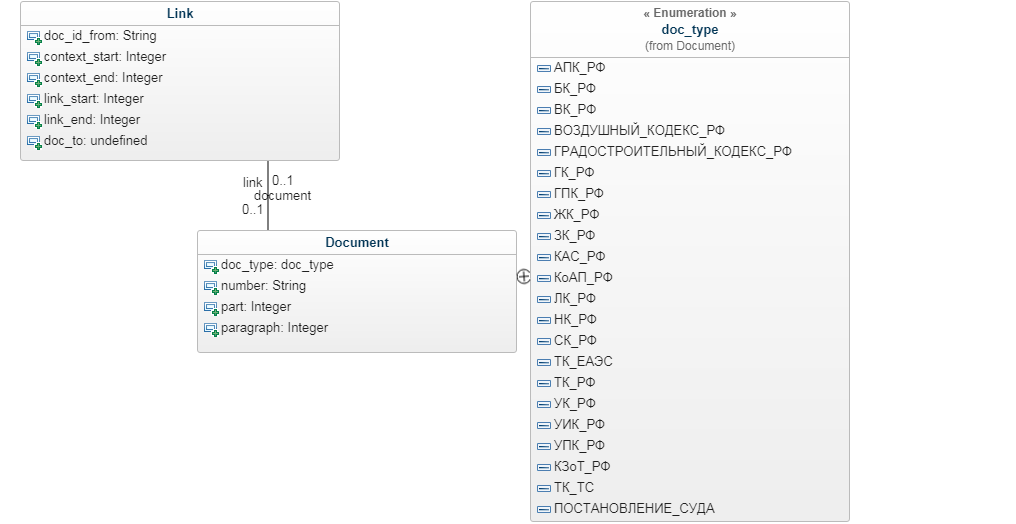 Link
doc_id_from: String
context_start: Integer
context_end: Integer
link_start: Integer
link_end: Integer
doc_to: undefined
link
0..1
document
0..1
Document
doc_type: doc_type
number: String
part: Integer
paragraph: Integer
« Enumeration »
doc_type
(from Document)
АПК_РФ
БК_РФ
ВК_РФ
ВОЗДУШНЫЙ_КОДЕКС_РФ
ГРАДОСТРОИТЕЛЬНЫЙ_КОДЕКС_РФ
ГК_РФ
ГПК_РФ
ЖК_РФ
ЗК_РФ
КАС_РФ
КоАП_РФ
ЛК_РФ
НК_РФ
СК_РФ
ТК_ЕАЭС
ТК_РФ
УК_РФ
УИК_РФ
УПК_РФ
КЗоТ_РФ
ТК_ТС
ПОСТАНОВЛЕНИЕ_СУДА